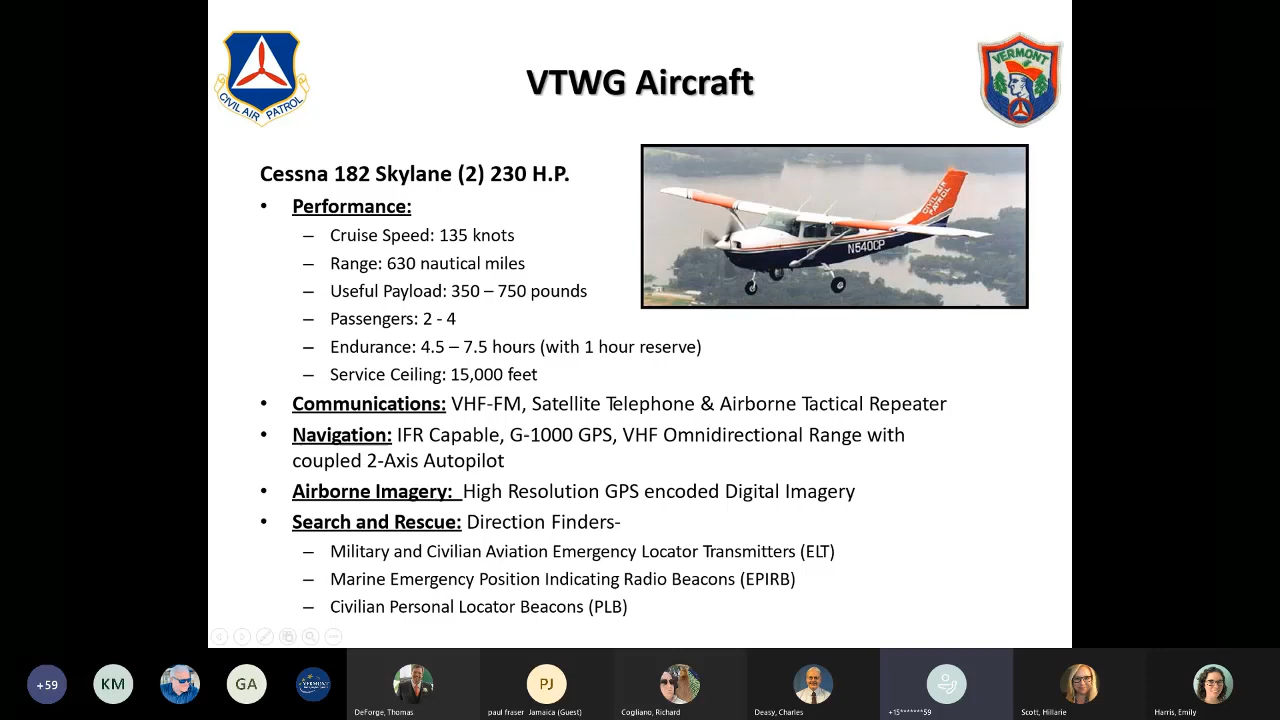 VTWG Aircraft
CIVIL AIR PATROL
VERMONT
Cessna 182 Skylane (2) 230 H.P.
• Performance:
– Cruise Speed: 135 knots
– Range: 630 nautical miles
– Useful Payload: 350 – 750 pounds
– Passengers: 2 - 4
– Endurance: 4.5 – 7.5 hours (with 1 hour reserve)
– Service Ceiling: 15,000 feet
CIVIL AIR
PATROL
N540CP
• Communications: VHF-FM, Satellite Telephone & Airborne Tactical Repeater
• Navigation: IFR Capable, G-1000 GPS, VHF Omnidirectional Range with
coupled 2-Axis Autopilot
• Airborne Imagery: High Resolution GPS encoded Digital Imagery
• Search and Rescue: Direction Finders-
– Military and Civilian Aviation Emergency Locator Transmitters (ELT)
– Marine Emergency Position Indicating Radio Beacons (EPIRB)
– Civilian Personal Locator Beacons (PLB)
+59
KM
GA
VERMONT
PJ
DeForge, Thomas
paul fraser Jamaica (Guest)
Cogliano, Richard
Deasy, Charles
+15*******59
Scott, Hillarie
Harris, Emily